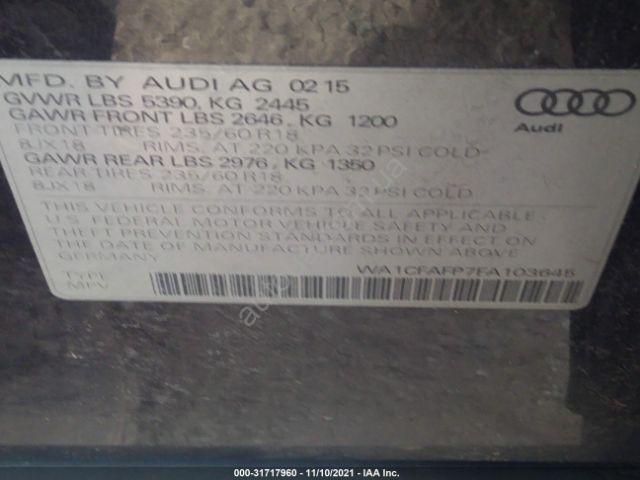 MFD. BY AUDI AG 02 15
GVWR LBS 5390, KG 2445
GAWR FRONT LBS 2646, KG 1200
FRONT TIRES 235/60 R18
8JX18 RIMS, AT 220 KPA 32 PSI COLD
GAWR REAR LBS 2976, KG 1350
REAR TIRES 235/60 R18
8JX18 RIMS, AT 220 KPA 32 PSI COLD
THIS VEHICLE CONFORMS TO ALL APPLICABLE
U.S. FEDERAL MOTOR VEHICLE SAFETY AND
THEFT PREVENTION STANDARDS IN EFFECT ON
THE DATE OF MANUFACTURE SHOWN ABOVE
GERMANY
WA1CFAFP7FA103645
TYPE:
MPV
Audi
000-31717960 - 11/10/2021 - IAA Inc.